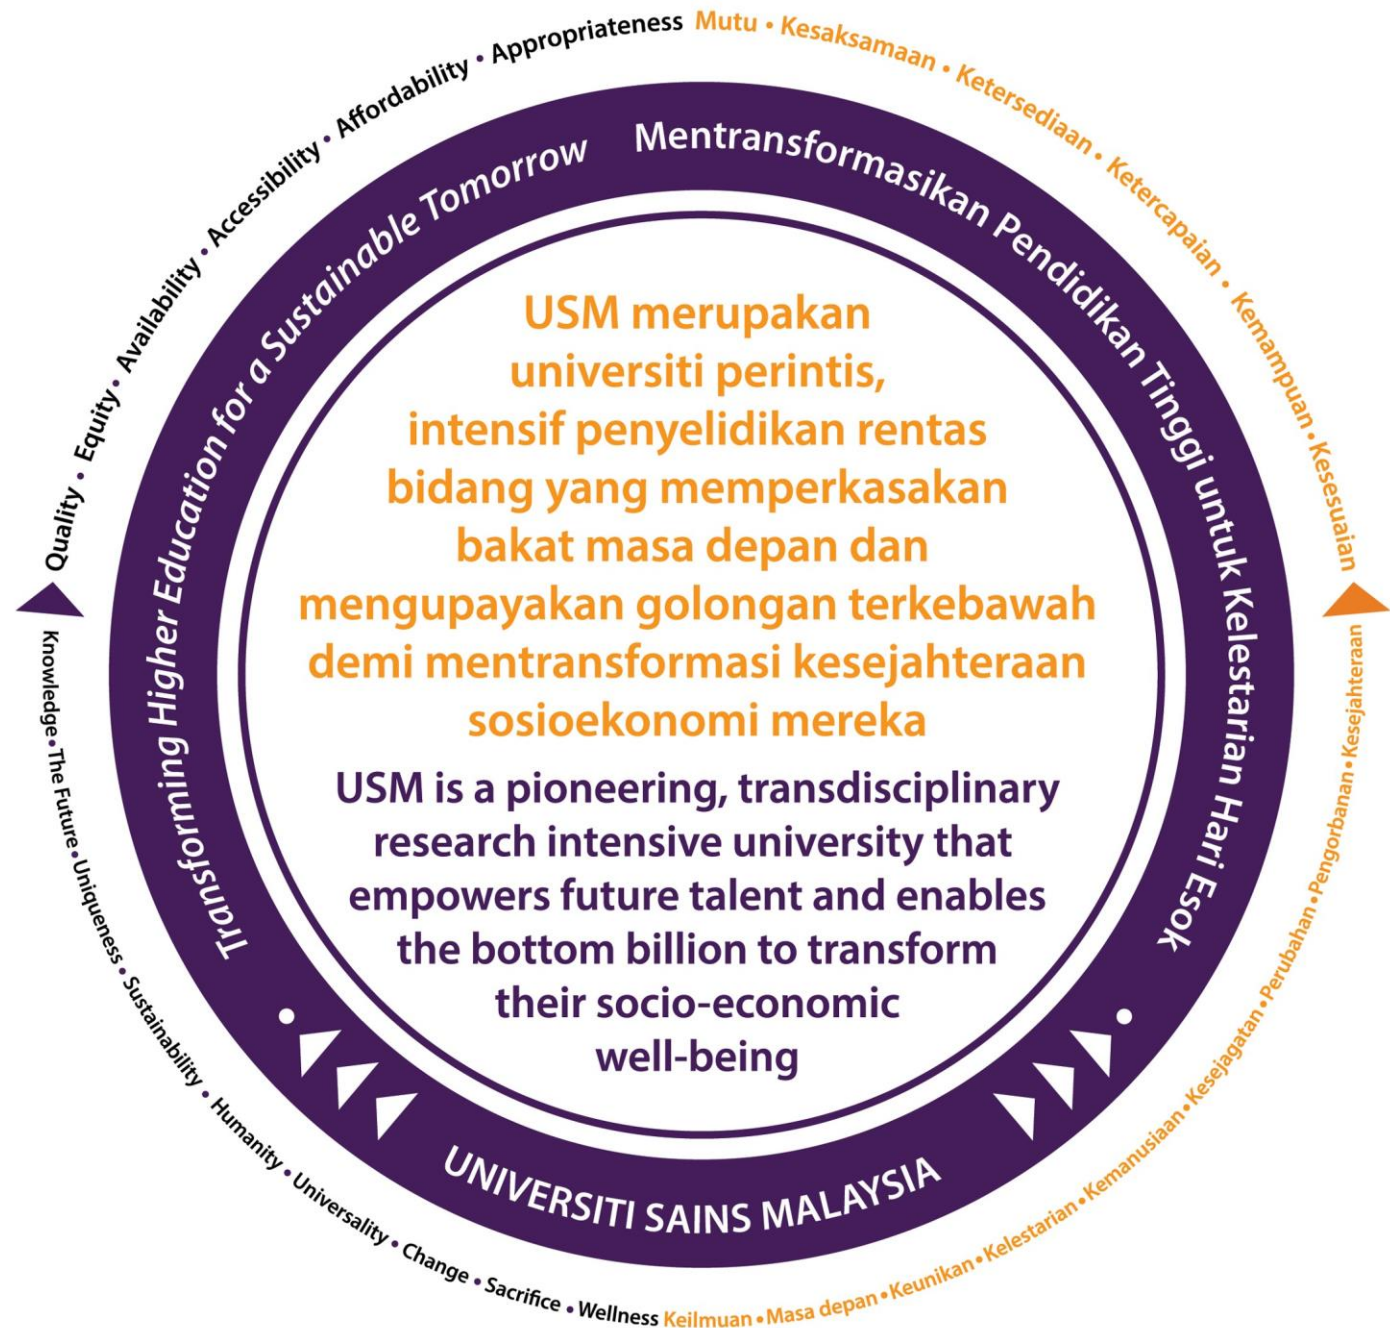 Quality • Equity • Availability • Accessibility • Affordability • Appropriateness
Mutu • Kesaksamaan • Ketersediaan • Ketercapaian • Kemampuan • Kesesuaian
Transforming Higher Education for a Sustainable Tomorrow
Mentransformasikan Pendidikan Tinggi untuk Kelestarian Hari Esok
USM merupakan
universiti perintis,
intensif penyelidikan rentas
bidang yang memperkasakan
bakat masa depan dan
mengupayakan golongan terkebawah
demi mentransformasi kesejahteraan
sosioekonomi mereka
USM is a pioneering, transdisciplinary
research intensive university that
empowers future talent and enables
the bottom billion to transform
their socio-economic
well-being
UNIVERSITI SAINS MALAYSIA
Knowledge • The Future • Uniqueness • Sustainability • Humanity • Universality • Change • Sacrifice • Wellness
Keilmuan • Masa depan • Keunikan • Kelestarian • Kemanusiaan • Kesejagatan • Perubahan • Pengorbanan • Kesejahteraan